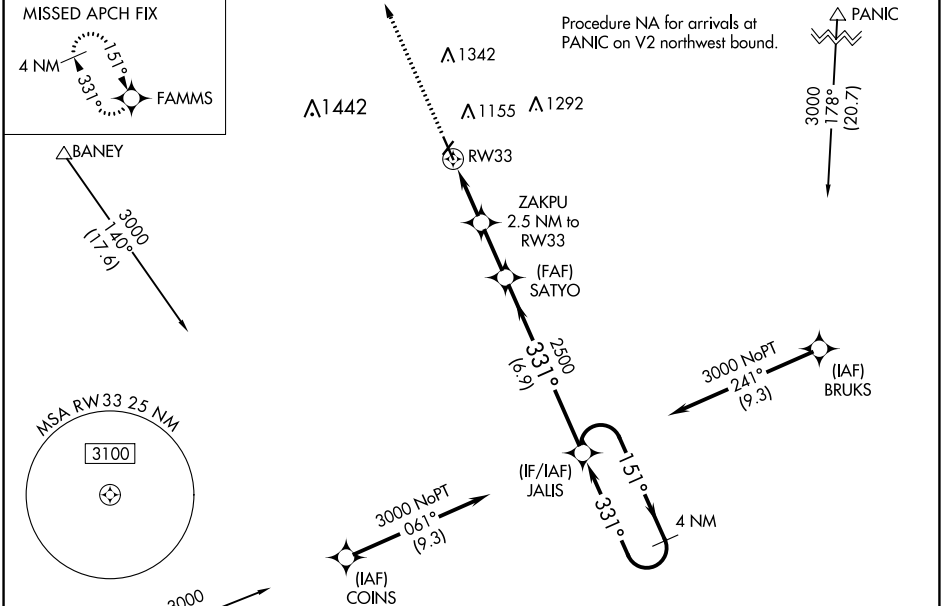 MISSED APCH FIX
4 NM
151°
331°
FAMMS
Procedure NA for arrivals at
PANIC on V2 northwest bound.
PANIC
3000
178°
(20.7)
1342
1442
1155
1292
RW33
BANEY
3000
140°
(17.6)
ZAKPU
2.5 NM to
RW33
(FAF)
SATYO
2500
331°
(6.9)
3000 NoPT
241°
(9.3)
(IAF)
BRUKS
MSA RW33 25 NM
3100
(IF/IAF)
JALIS
151°
331°
4 NM
3000 NoPT
061°
(9.3)
(IAF)
COINS
3000